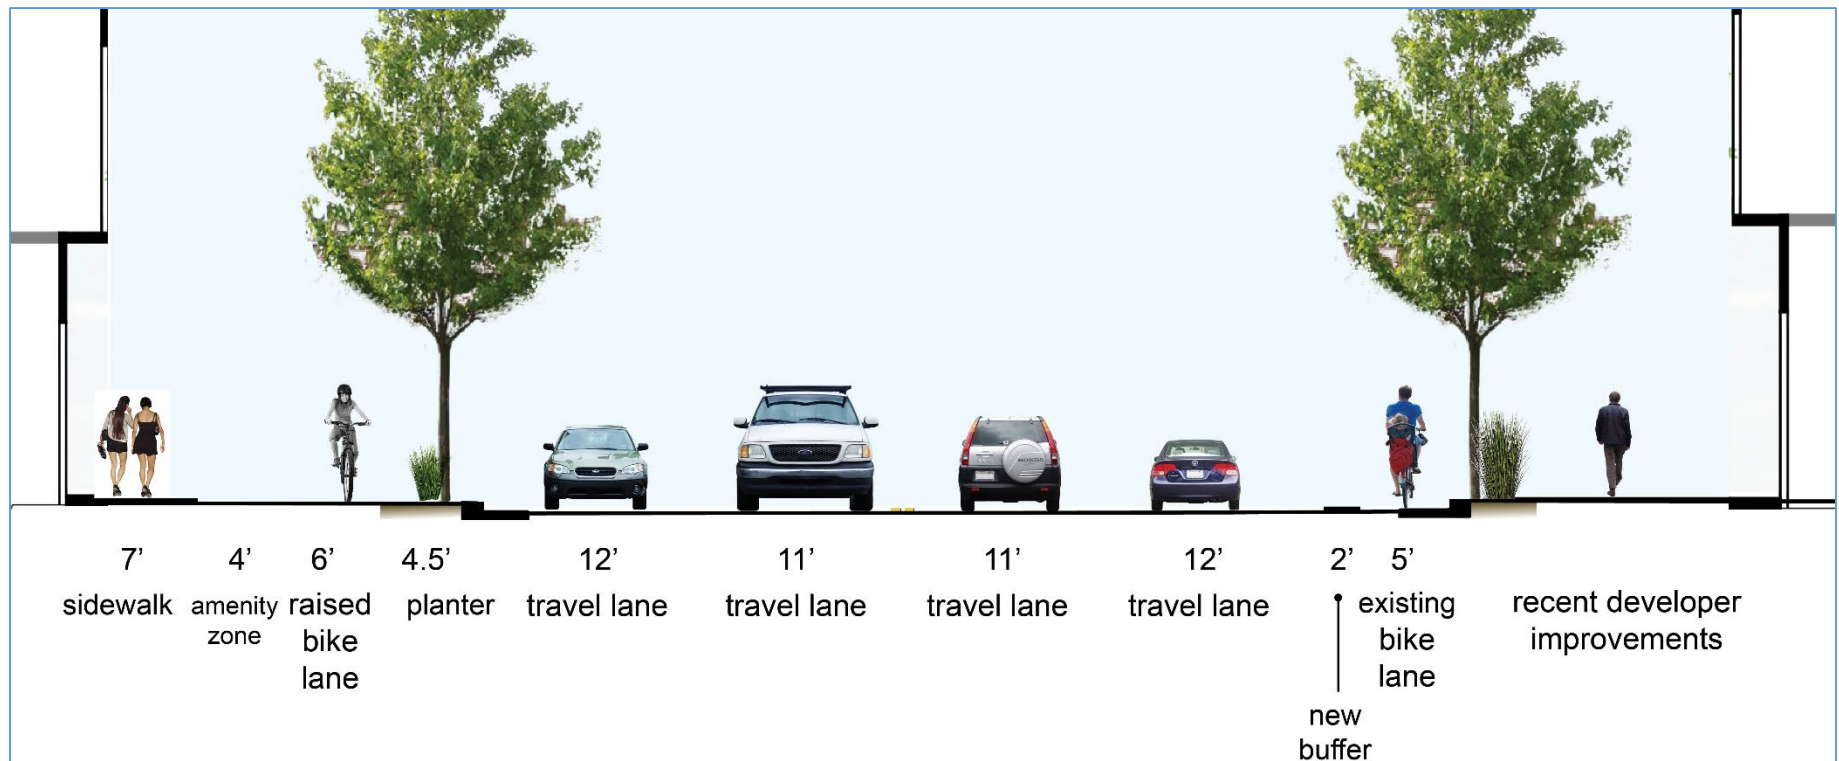 7’ 4’ 6’ 4.5’ 12’ 11’ 11’ 12’ 2’ 5’
sidewalk
amenity
zone
raised
bike
lane
planter
travel lane
travel lane
travel lane
travel lane
new
buffer
existing
bike
lane
recent developer
improvements